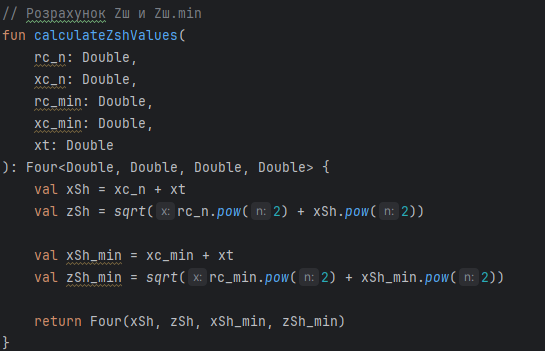 // Розрахунок Zш и Zш.min
fun calculateZshValues(
    rc_n: Double,
    xc_n: Double,
    rc_min: Double,
    xc_min: Double,
    xt: Double
): Four<Double, Double, Double, Double> {
    val xSh = xc_n + xt
    val zSh = sqrt( x: rc_n.pow( n: 2) + xSh.pow( n: 2))

    val xSh_min = xc_min + xt
    val zSh_min = sqrt( x: rc_min.pow( n: 2) + xSh_min.pow( n: 2))

    return Four(xSh, zSh, xSh_min, zSh_min)
}